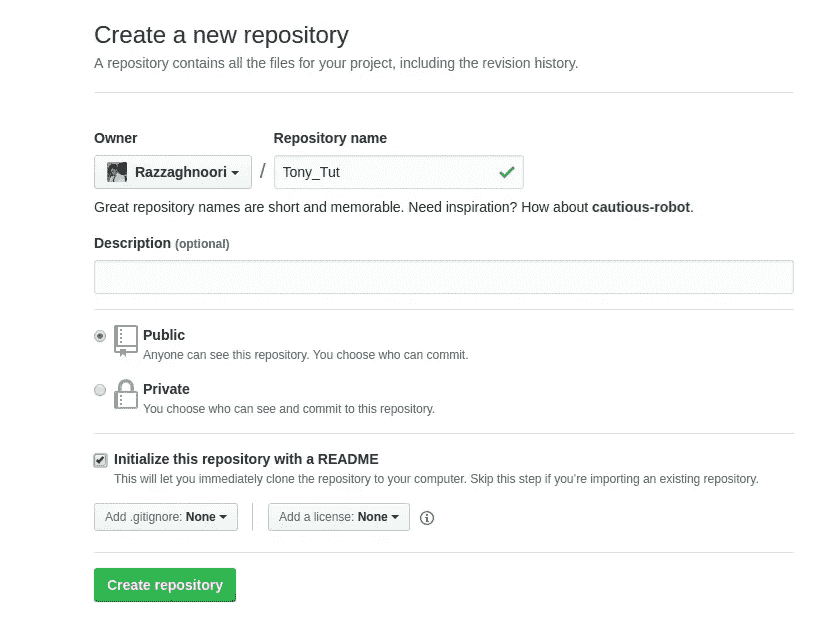 Create a new repository
A repository contains all the files for your project, including the revision history.
Owner
Repository name
Razzaghnoori / Tony_Tut
Great repository names are short and memorable. Need inspiration? How about cautious-robot.
Description (optional)
Public
Anyone can see this repository. You choose who can commit.
Private
You choose who can see and commit to this repository.
Initialize this repository with a README
This will let you immediately clone the repository to your computer. Skip this step if you're importing an existing repository.
Add .gitignore: None
Add a license: None
Create repository